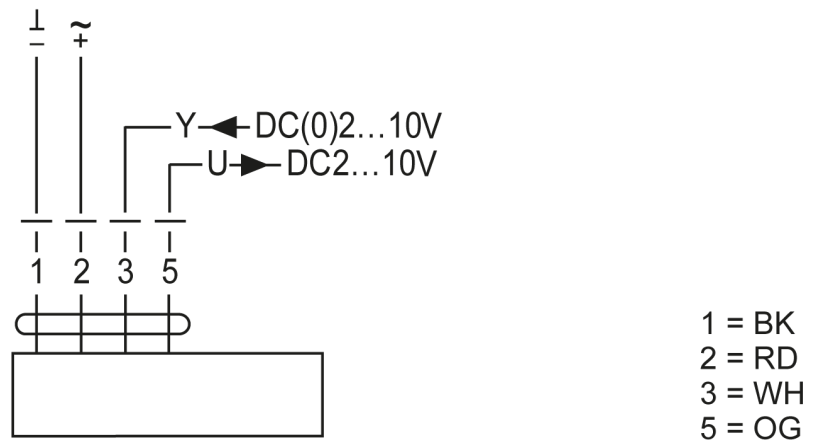 ⊥ ~
– +
Y DC(0)2...10V
U DC2...10V
1 2 3 5
1 = BK
2 = RD
3 = WH
5 = OG